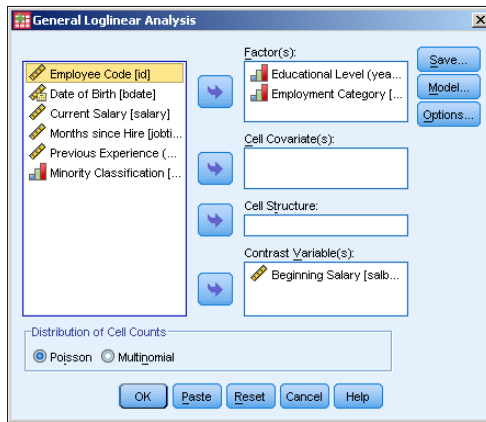 General Loglinear Analysis
Employee Code [id]
Date of Birth [bdate]
Current Salary [salary]
Months since Hire [jobti...
Previous Experience (...
Minority Classification [...
Factor(s):
Educational Level (yea...
Employment Category [...
Cell Covariate(s):
Cell Structure:
Contrast Variable(s):
Beginning Salary [salb...
Save...
Model...
Options...
Distribution of Cell Counts
Poisson Multinomial
OK Paste Reset Cancel Help